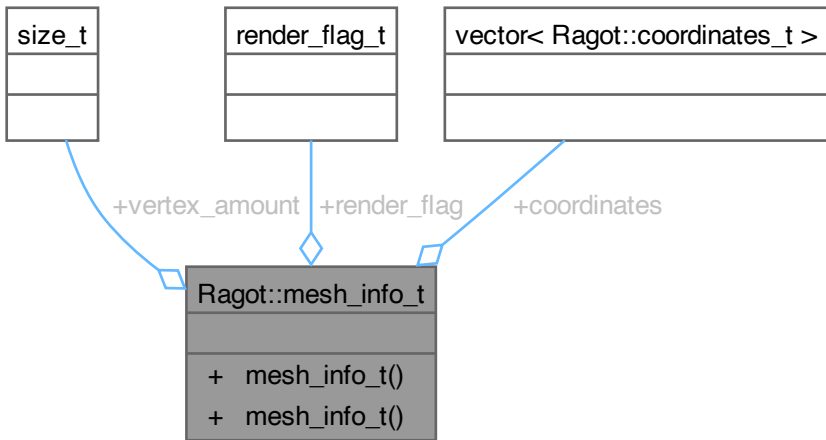 size_t
render_flag_t
vector< Ragot::coordinates_t >
+vertex_amount
+render_flag
+coordinates
Ragot::mesh_info_t
+ mesh_info_t()
+ mesh_info_t()